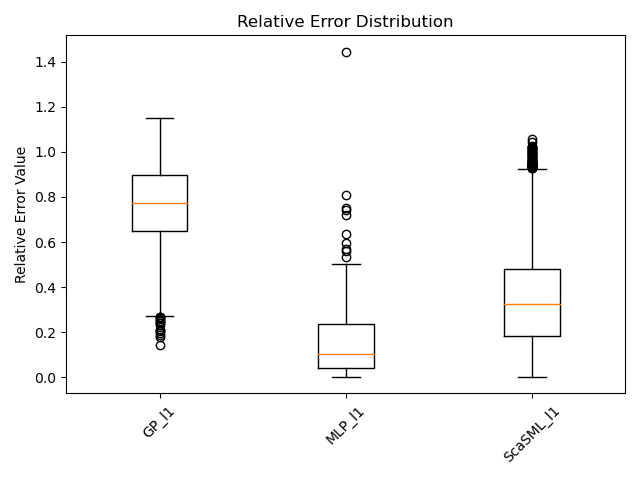 Relative Error Distribution
Relative Error Value
1.4
1.2
1.0
0.8
0.6
0.4
0.2
0.0
GP_l1
MLP_l1
ScaSML_l1